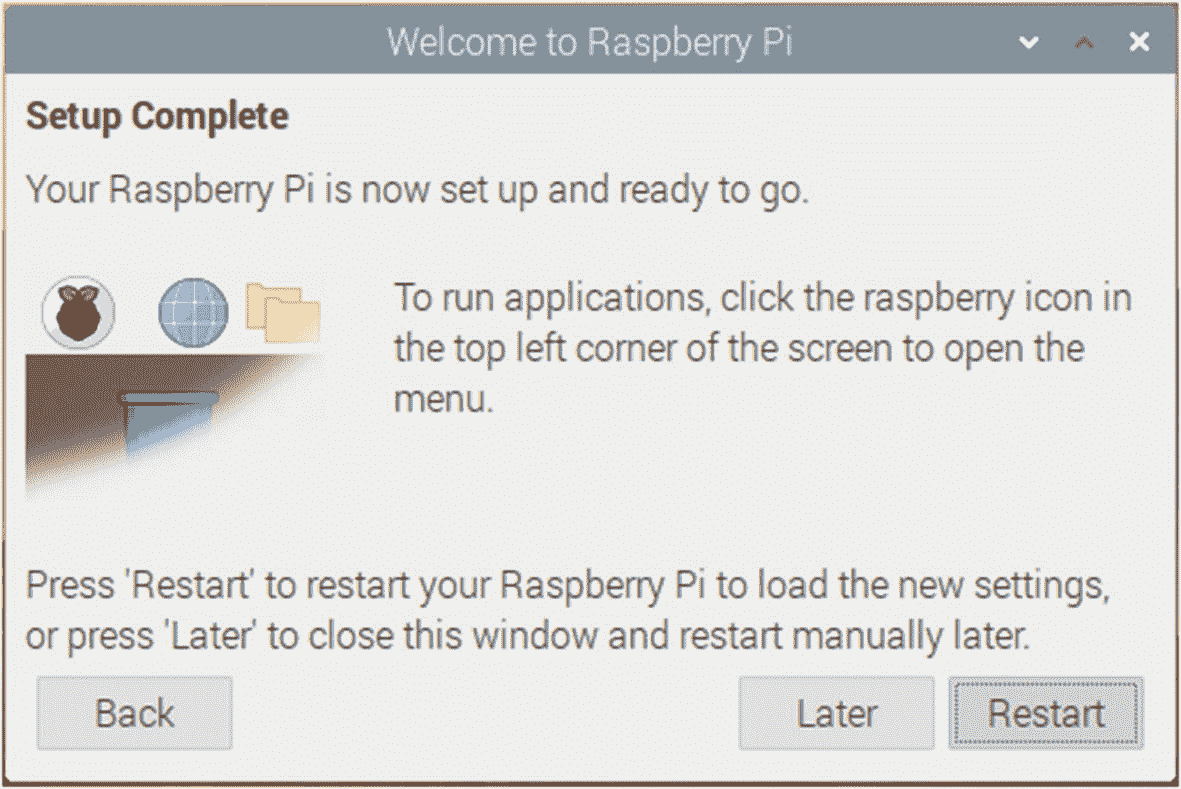 Welcome to Raspberry Pi
Setup Complete
Your Raspberry Pi is now set up and ready to go.
To run applications, click the raspberry icon in
the top left corner of the screen to open the
menu.
Press 'Restart' to restart your Raspberry Pi to load the new settings,
or press 'Later' to close this window and restart manually later.
Back
Later
Restart